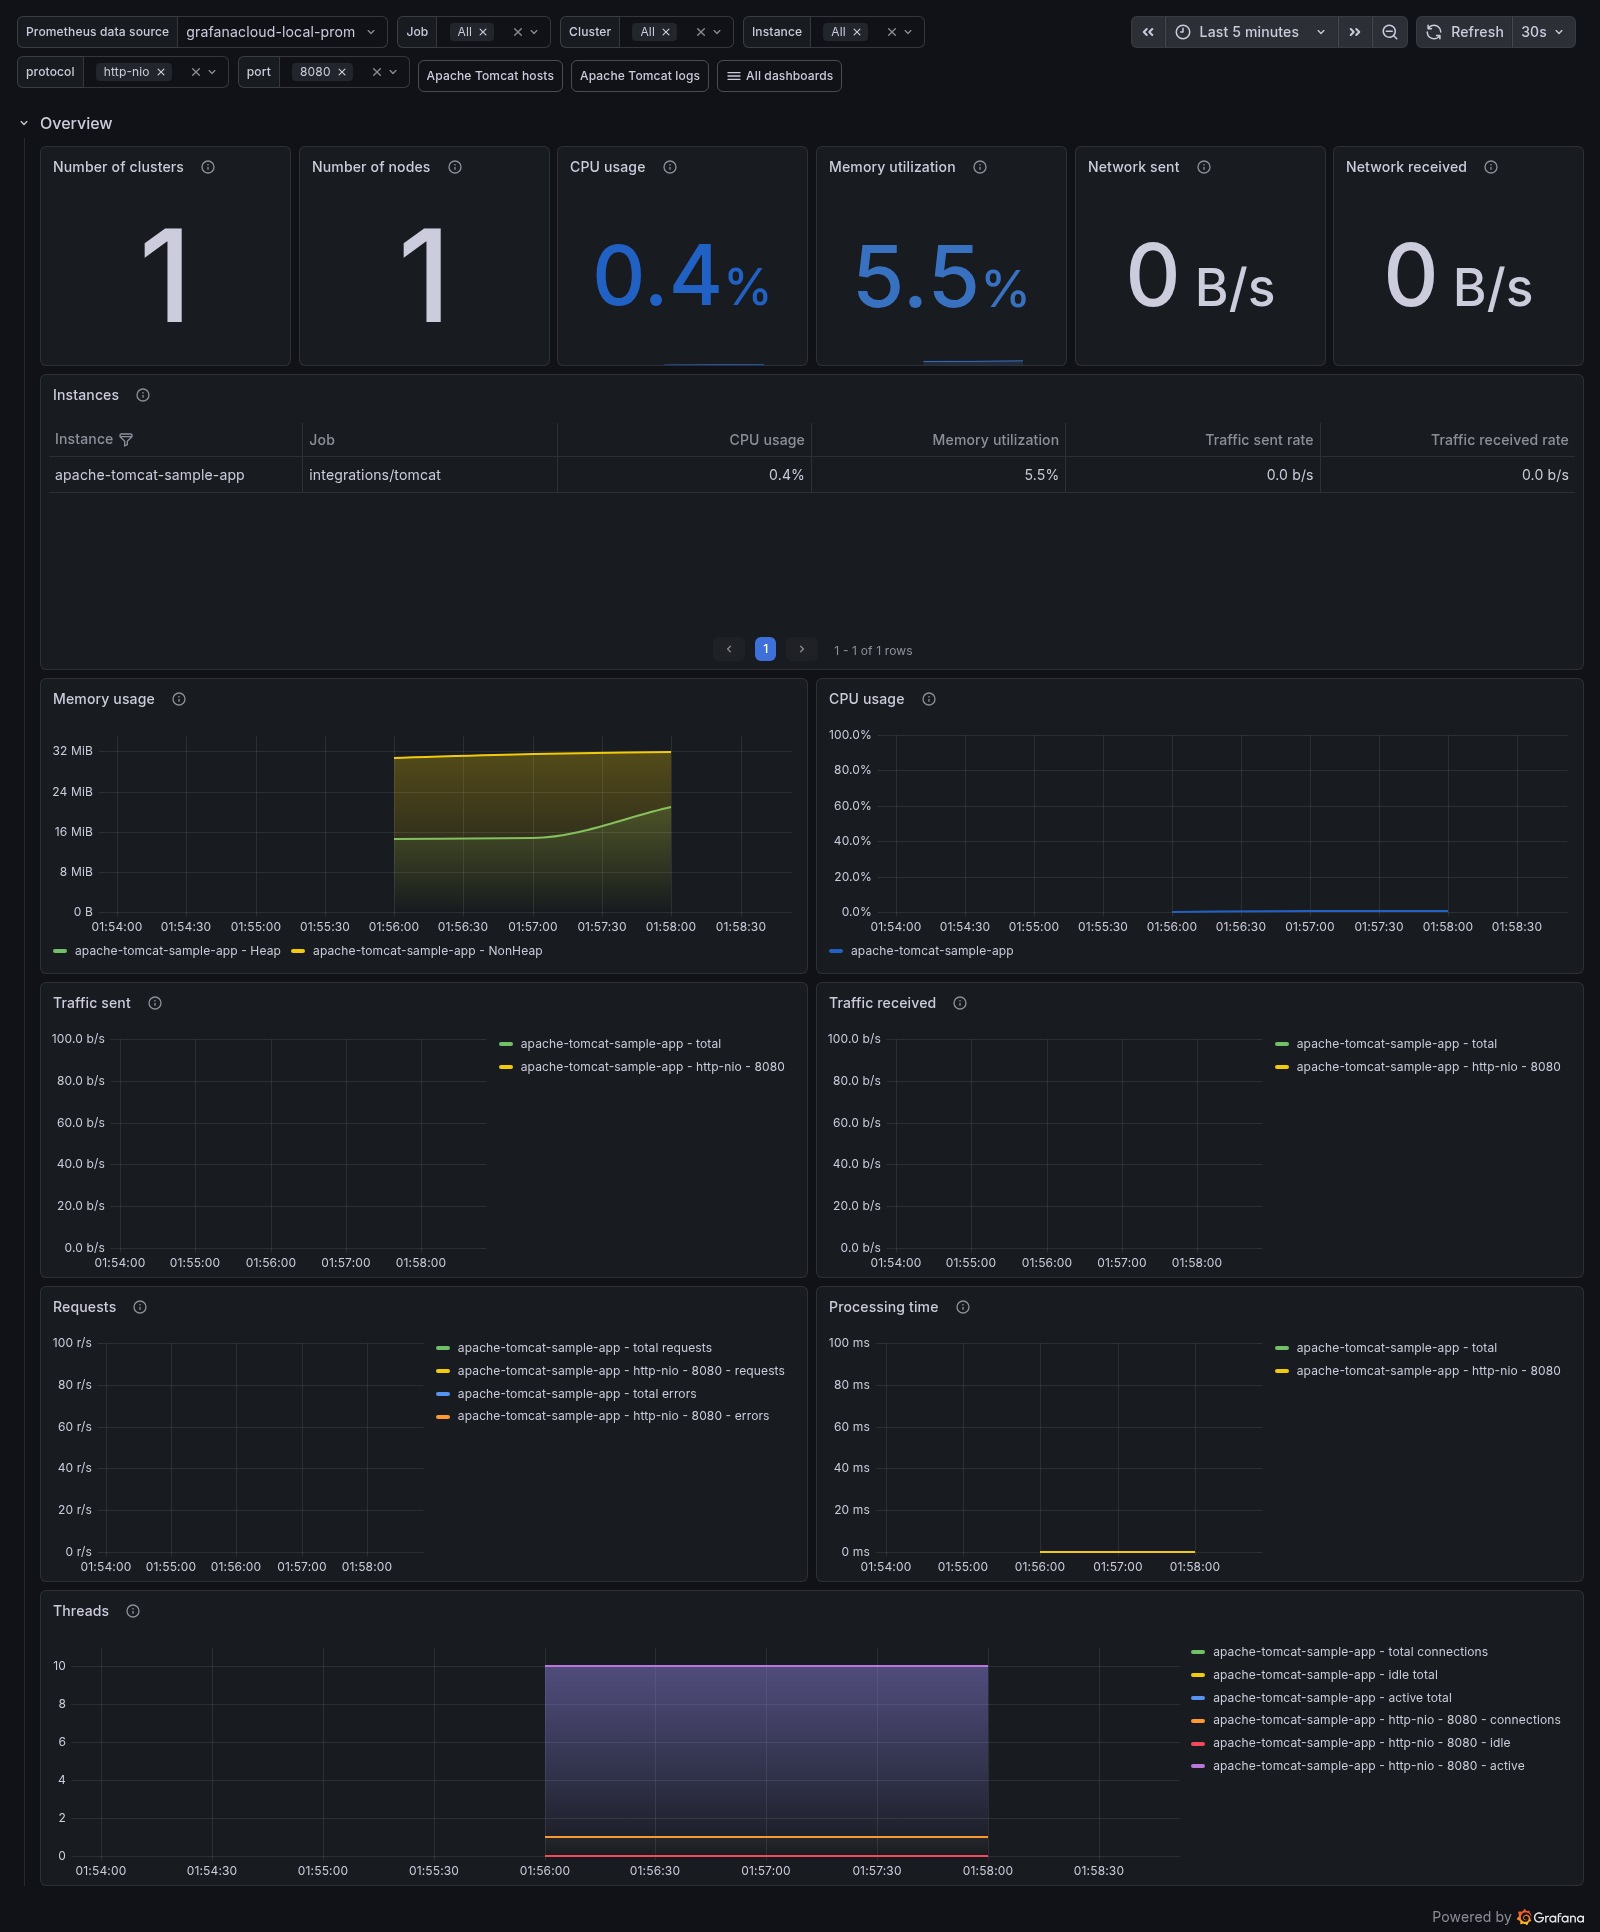 Prometheus data source grafanacloud-local-prom Job All Cluster All Instance All Last 5 minutes Refresh 30s
protocol http-nio port 8080 Apache Tomcat hosts Apache Tomcat logs All dashboards
Overview
Number of clusters Number of nodes CPU usage Memory utilization Network sent Network received
1 1 0.4% 5.5% 0 B/s 0 B/s
Instances
Instance Job CPU usage Memory utilization Traffic sent rate Traffic received rate
apache-tomcat-sample-app integrations/tomcat 0.4% 5.5% 0.0 b/s 0.0 b/s
1 1 - 1 of 1 rows
Memory usage
32 MiB
24 MiB
16 MiB
8 MiB
0 B
01:54:00 01:54:30 01:55:00 01:55:30 01:56:00 01:56:30 01:57:00 01:57:30 01:58:00 01:58:30
apache-tomcat-sample-app - Heap apache-tomcat-sample-app - NonHeap
CPU usage
100.0%
80.0%
60.0%
40.0%
20.0%
0.0%
01:54:00 01:54:30 01:55:00 01:55:30 01:56:00 01:56:30 01:57:00 01:57:30 01:58:00 01:58:30
apache-tomcat-sample-app
Traffic sent
100.0 b/s
80.0 b/s
60.0 b/s
40.0 b/s
20.0 b/s
0.0 b/s
01:54:00 01:55:00 01:56:00 01:57:00 01:58:00
apache-tomcat-sample-app - total
apache-tomcat-sample-app - http-nio - 8080
Traffic received
100.0 b/s
80.0 b/s
60.0 b/s
40.0 b/s
20.0 b/s
0.0 b/s
01:54:00 01:55:00 01:56:00 01:57:00 01:58:00
apache-tomcat-sample-app - total
apache-tomcat-sample-app - http-nio - 8080
Requests
100 r/s
80 r/s
60 r/s
40 r/s
20 r/s
0 r/s
01:54:00 01:55:00 01:56:00 01:57:00 01:58:00
apache-tomcat-sample-app - total requests
apache-tomcat-sample-app - http-nio - 8080 - requests
apache-tomcat-sample-app - total errors
apache-tomcat-sample-app - http-nio - 8080 - errors
Processing time
100 ms
80 ms
60 ms
40 ms
20 ms
0 ms
01:54:00 01:55:00 01:56:00 01:57:00 01:58:00
apache-tomcat-sample-app - total
apache-tomcat-sample-app - http-nio - 8080
Threads
10
8
6
4
2
0
01:54:00 01:54:30 01:55:00 01:55:30 01:56:00 01:56:30 01:57:00 01:57:30 01:58:00 01:58:30
apache-tomcat-sample-app - total connections
apache-tomcat-sample-app - idle total
apache-tomcat-sample-app - active total
apache-tomcat-sample-app - http-nio - 8080 - connections
apache-tomcat-sample-app - http-nio - 8080 - idle
apache-tomcat-sample-app - http-nio - 8080 - active
Powered by Grafana